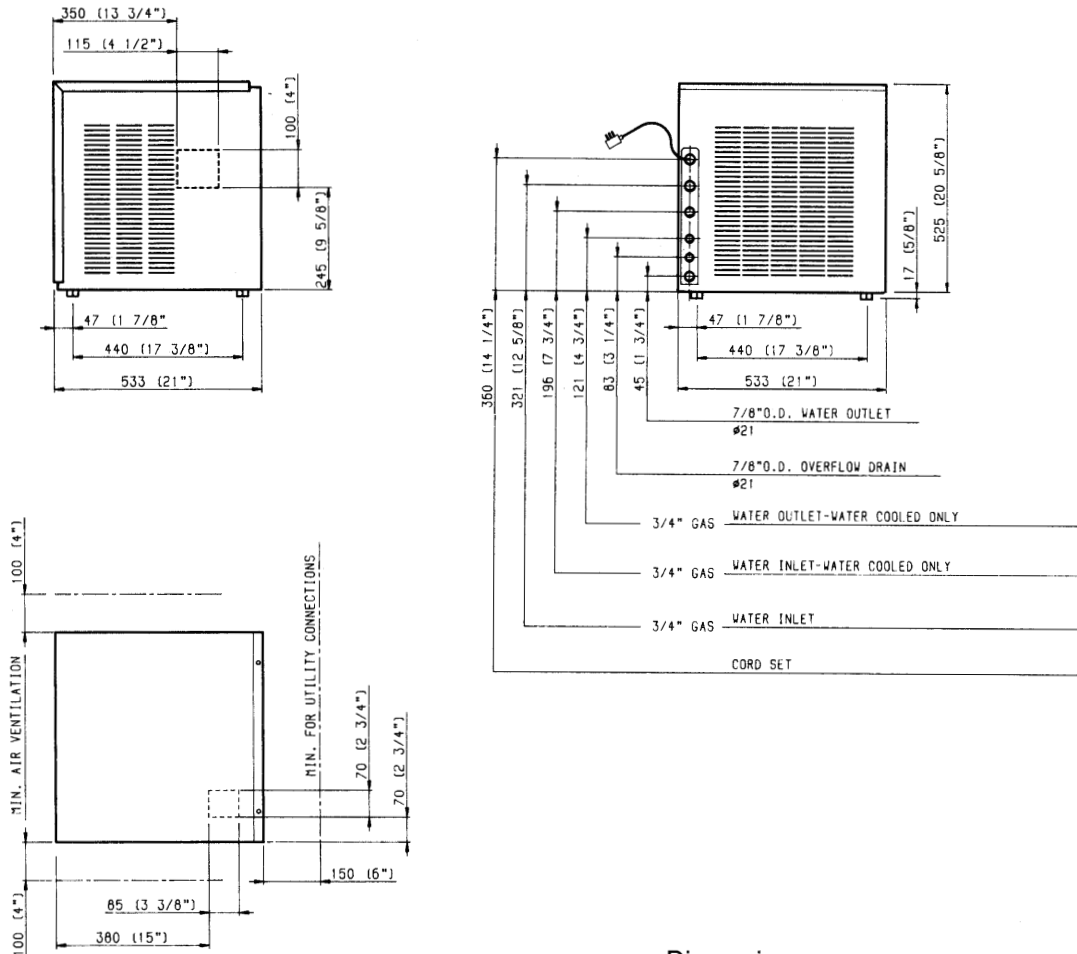 350 (13 3/4")
115 (4 1/2")
100 (4")
245 (9 5/8")
47 (1 7/8"
440 (17 3/8")
533 (21")
525 (20 5/8")
17 (5/8")
47 (1 7/8")
440 (17 3/8")
533 (21")
360 (14 1/4")
321 (12 5/8")
196 (7 3/4")
121 (4 3/4")
83 (3 1/4")
45 (1 3/4")
7/8"O.D. WATER OUTLET
ø21
7/8"O.D. OVERFLOW DRAIN
ø21
3/4" GAS WATER OUTLET-WATER COOLED ONLY
3/4" GAS WATER INLET-WATER COOLED ONLY
3/4" GAS WATER INLET
CORD SET
100 (4")
MIN. AIR VENTILATION
100 (4")
MIN. FOR UTILITY CONNECTIONS
70 (2 3/4")
70 (2 3/4")
150 (6")
85 (3 3/8")
380 (15")